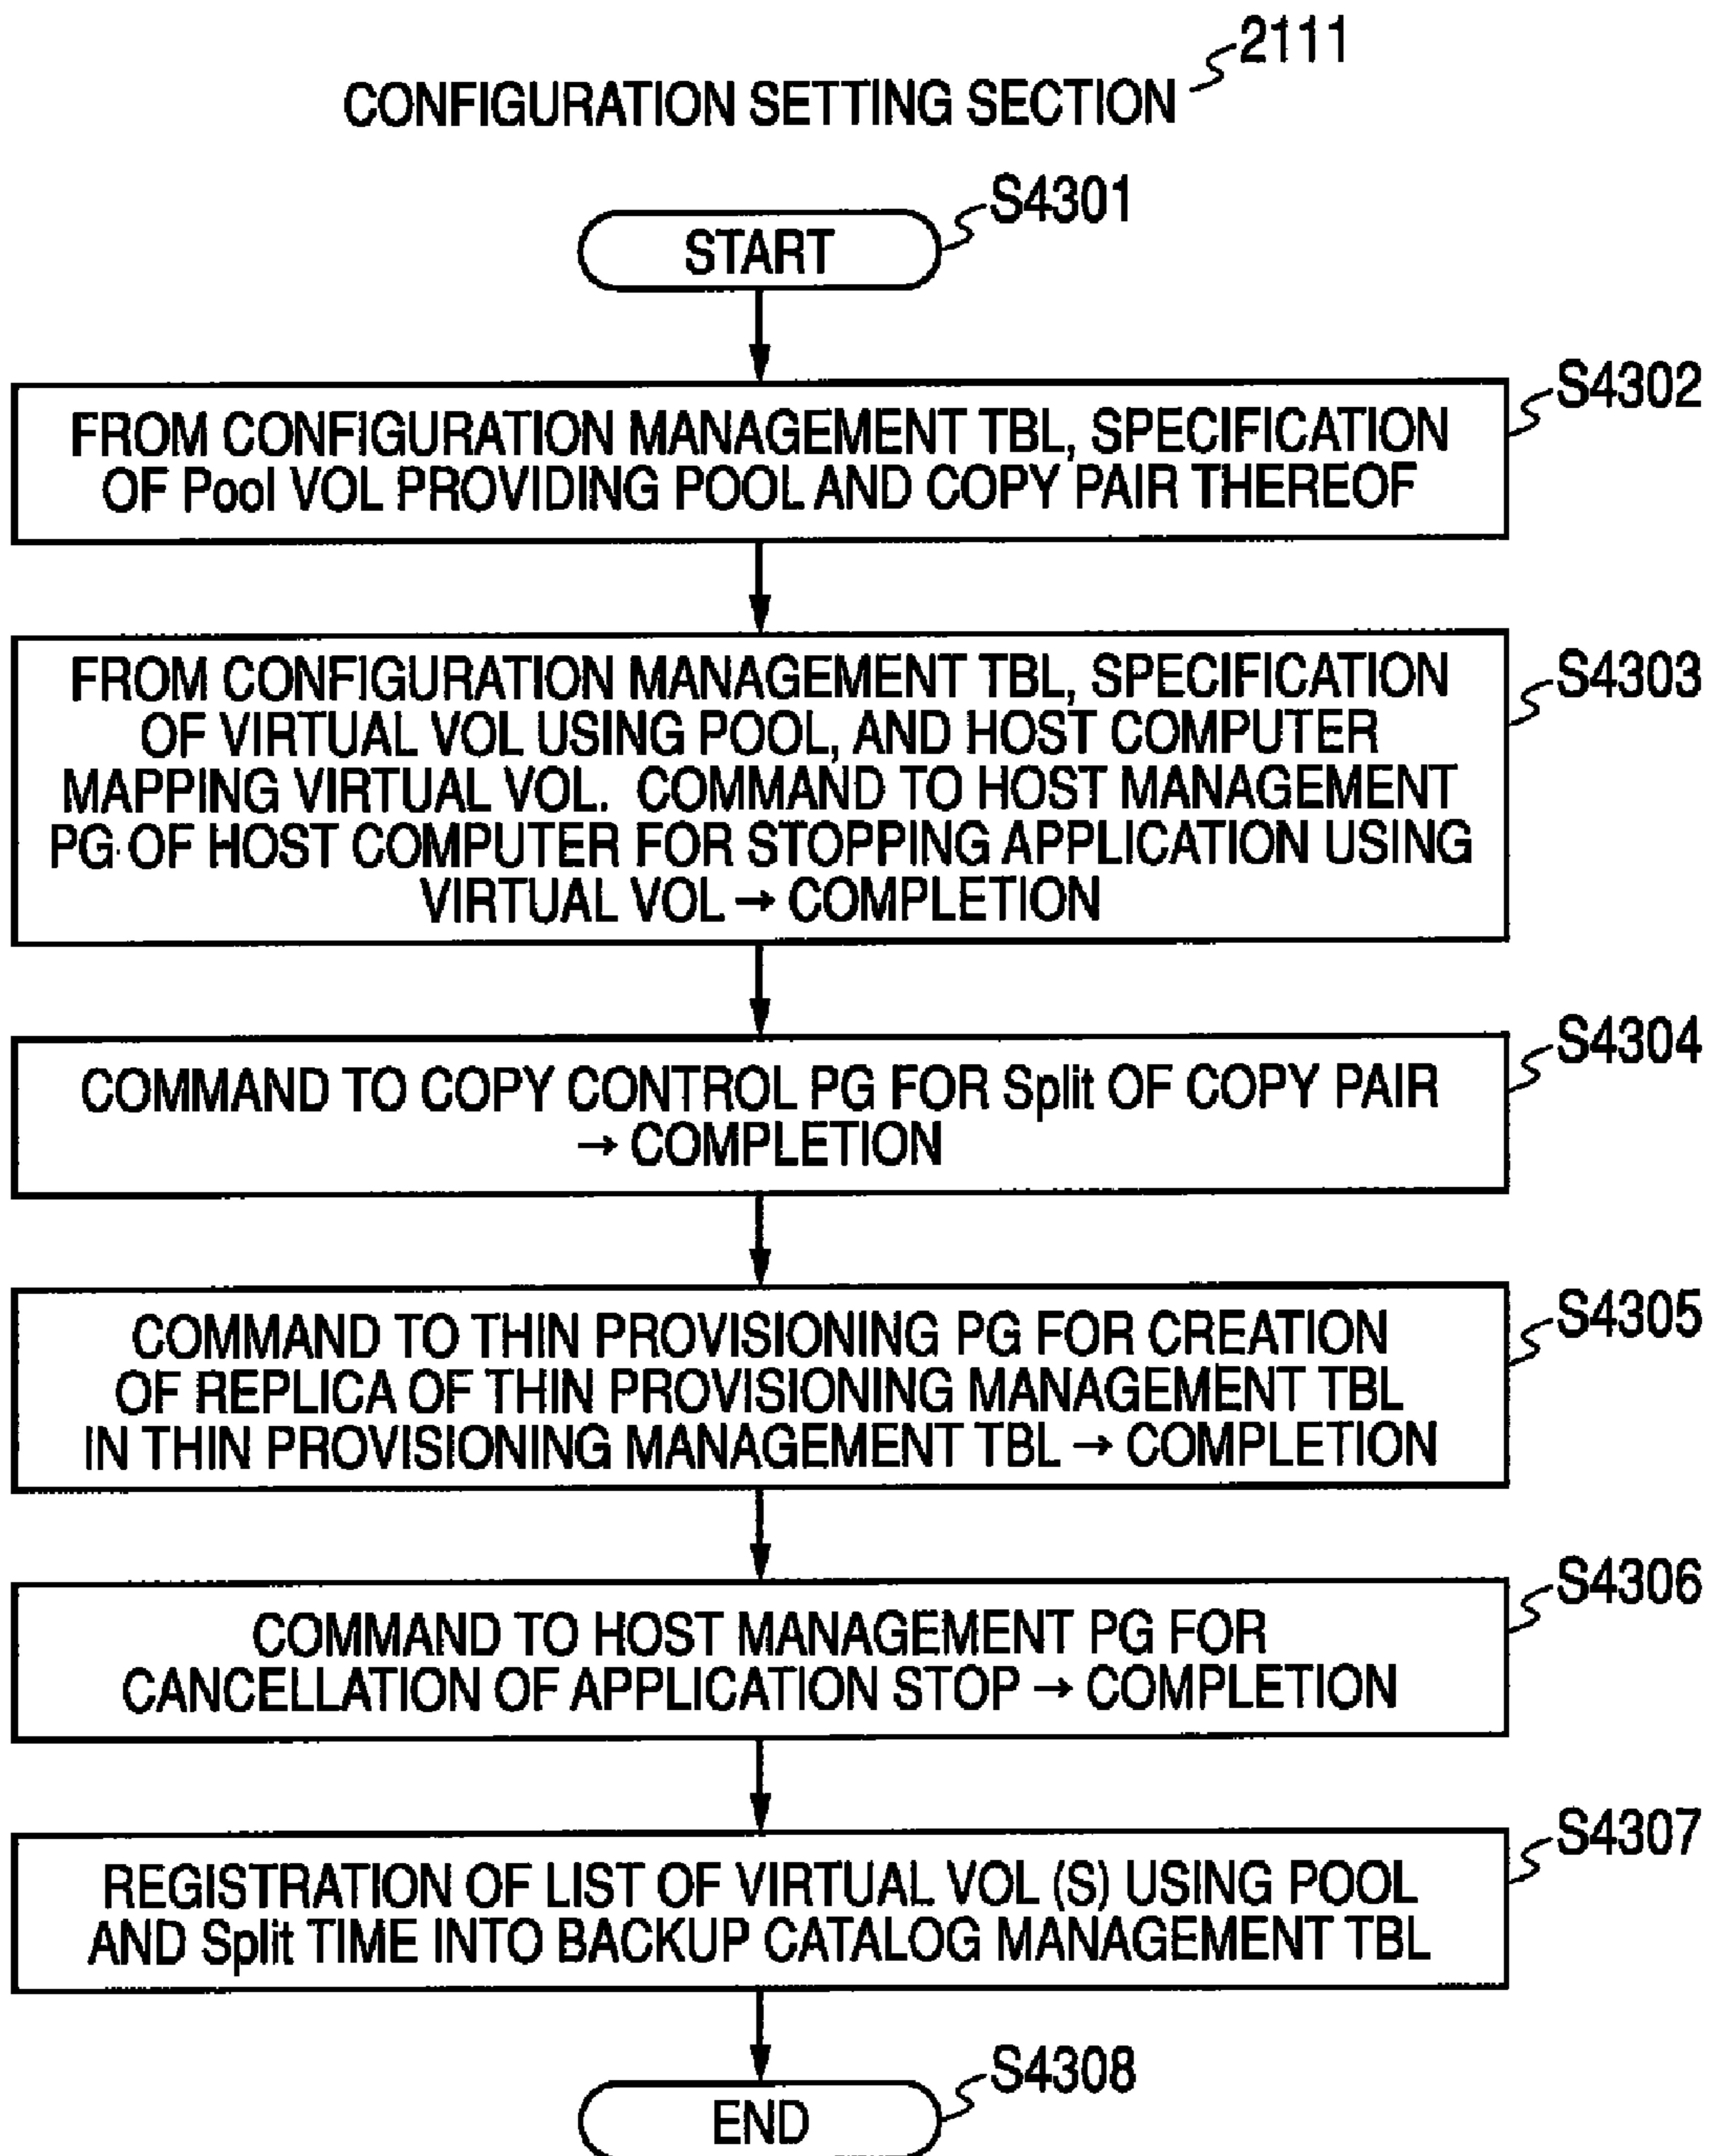 2111
CONFIGURATION SETTING SECTION
S4301
START
S4302
FROM CONFIGURATION MANAGEMENT TBL, SPECIFICATION
OF Pool VOL PROVIDING POOL AND COPY PAIR THEREOF
S4303
FROM CONFIGURATION MANAGEMENT TBL, SPECIFICATION
OF VIRTUAL VOL USING POOL, AND HOST COMPUTER
MAPPING VIRTUAL VOL. COMMAND TO HOST MANAGEMENT
PG OF HOST COMPUTER FOR STOPPING APPLICATION USING
VIRTUAL VOL → COMPLETION
S4304
COMMAND TO COPY CONTROL PG FOR Split OF COPY PAIR
→ COMPLETION
S4305
COMMAND TO THIN PROVISIONING PG FOR CREATION
OF REPLICA OF THIN PROVISIONING MANAGEMENT TBL
IN THIN PROVISIONING MANAGEMENT TBL → COMPLETION
S4306
COMMAND TO HOST MANAGEMENT PG FOR
CANCELLATION OF APPLICATION STOP → COMPLETION
S4307
REGISTRATION OF LIST OF VIRTUAL VOL (S) USING POOL
AND Split TIME INTO BACKUP CATALOG MANAGEMENT TBL
S4308
END